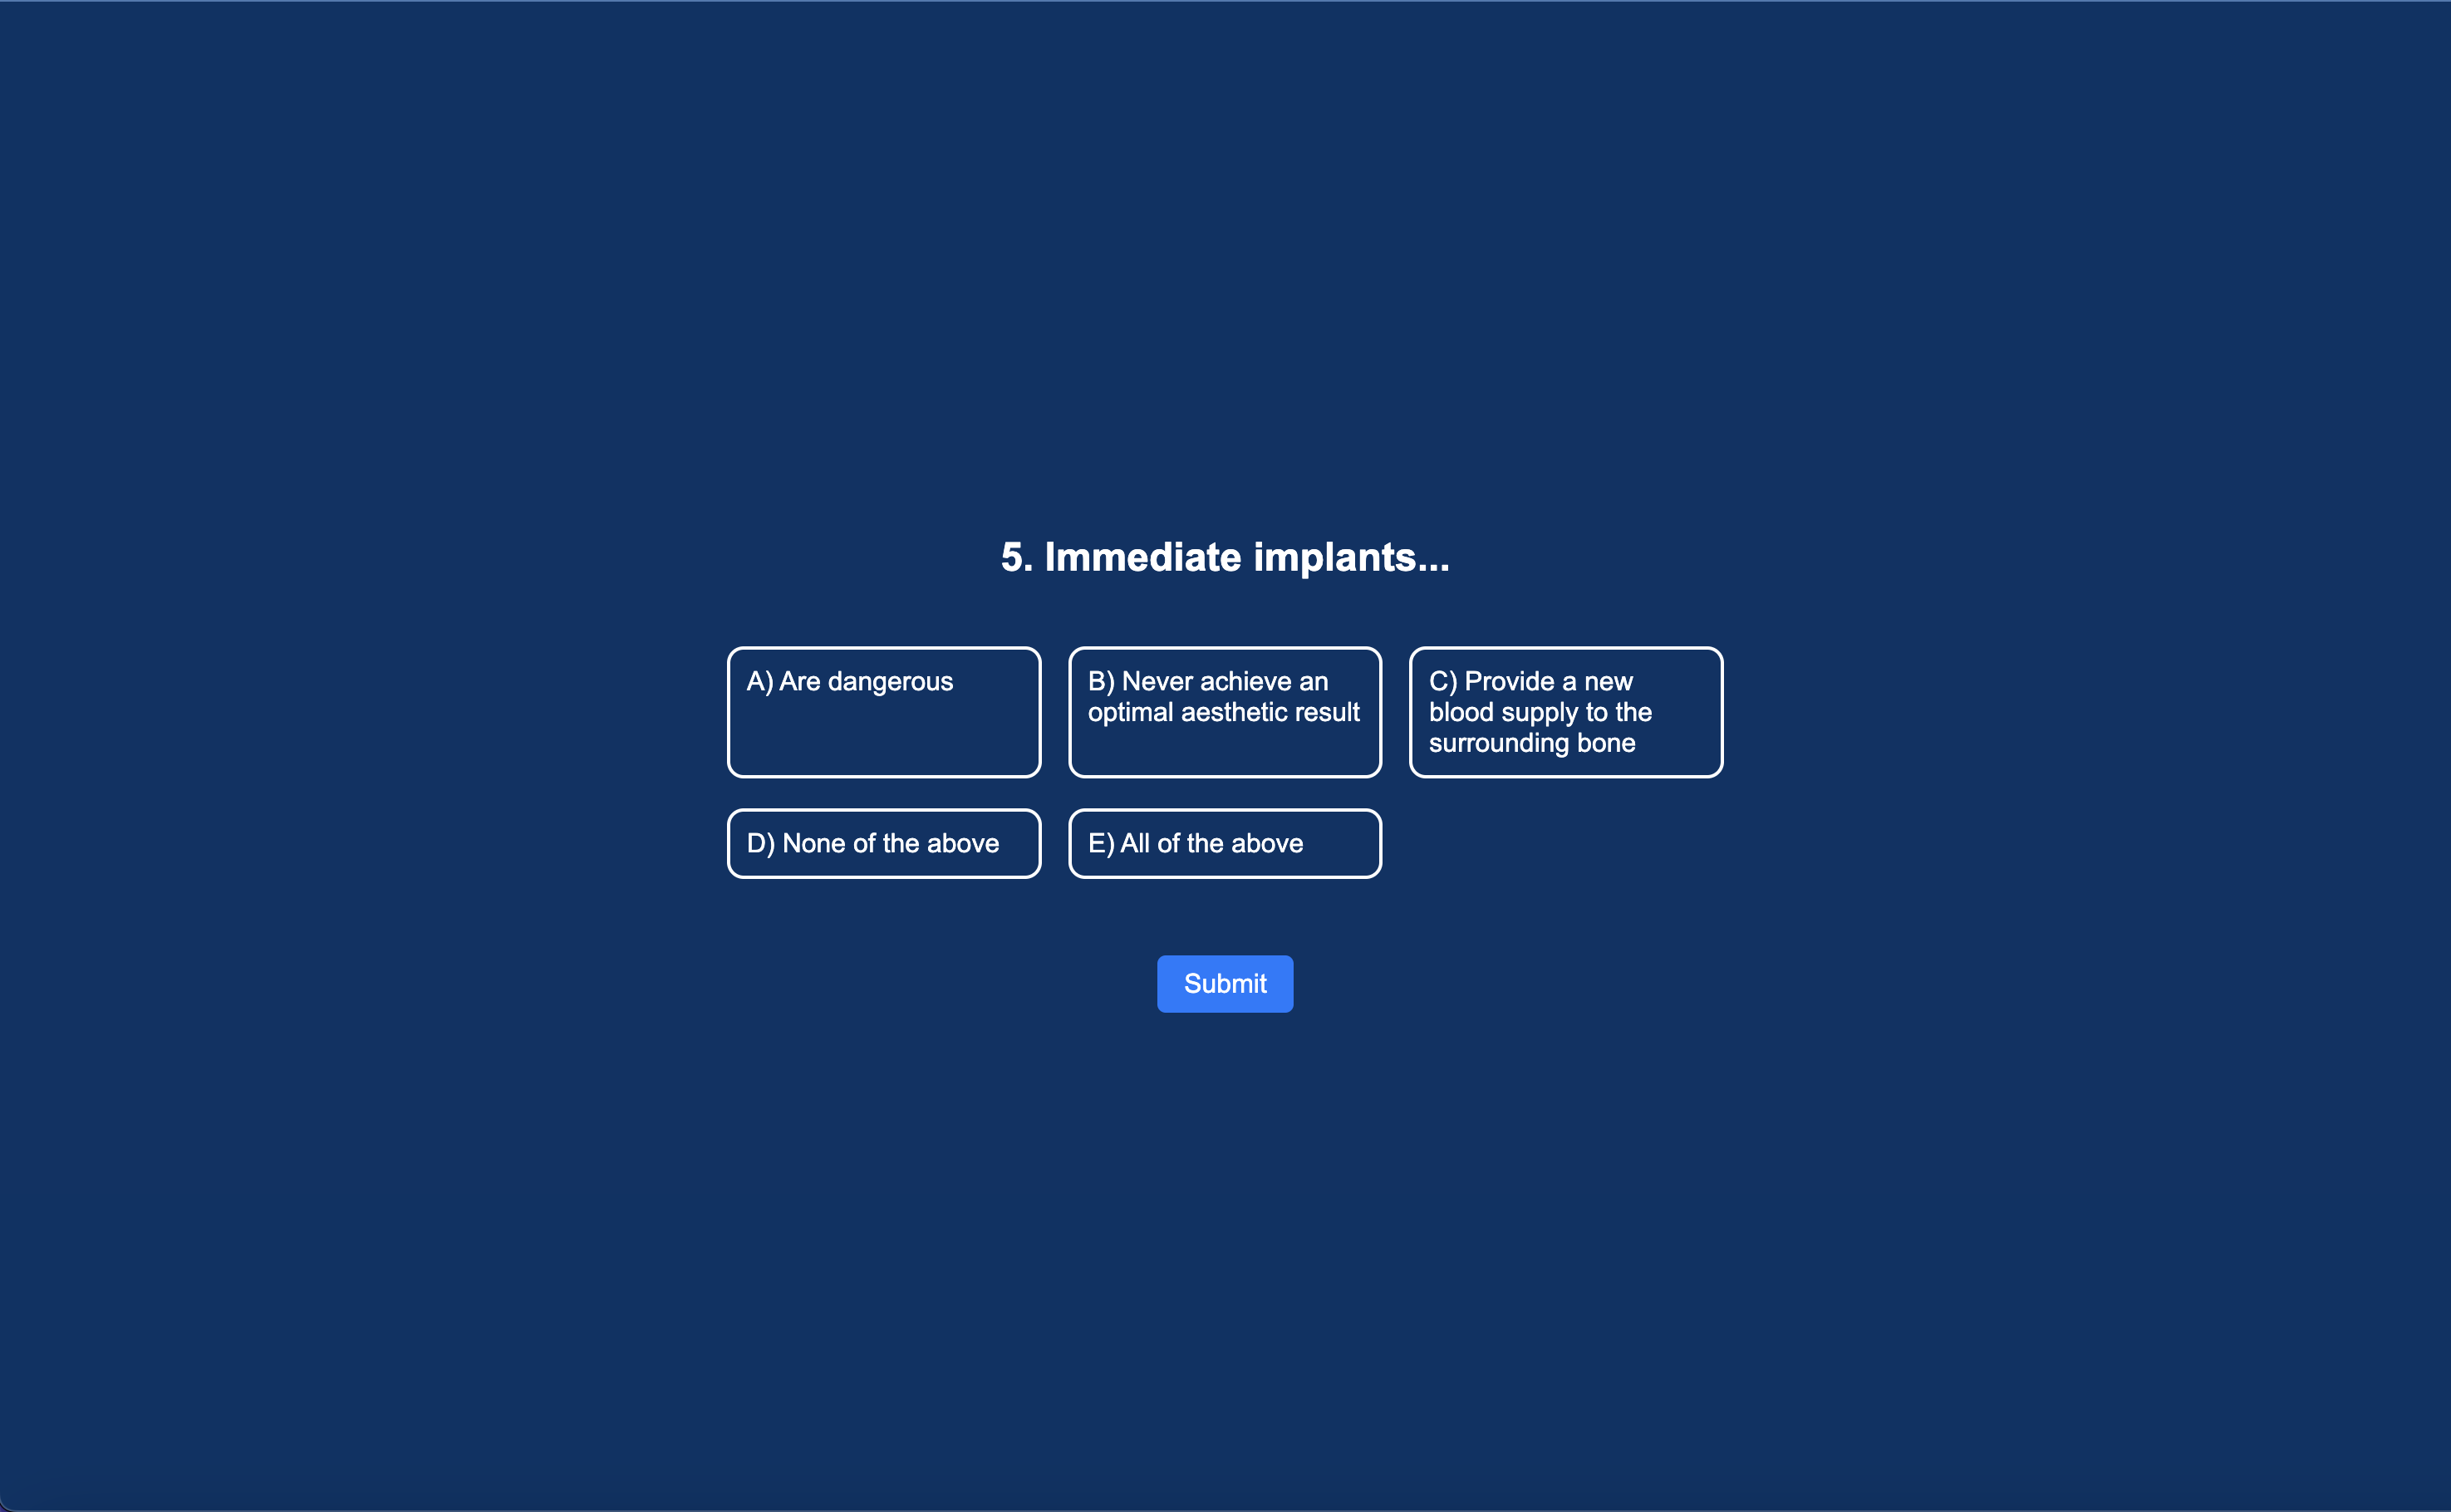 5. Immediate implants...
A) Are dangerous
B) Never achieve an
optimal aesthetic result
C) Provide a new
blood supply to the
surrounding bone
D) None of the above
E) All of the above
Submit